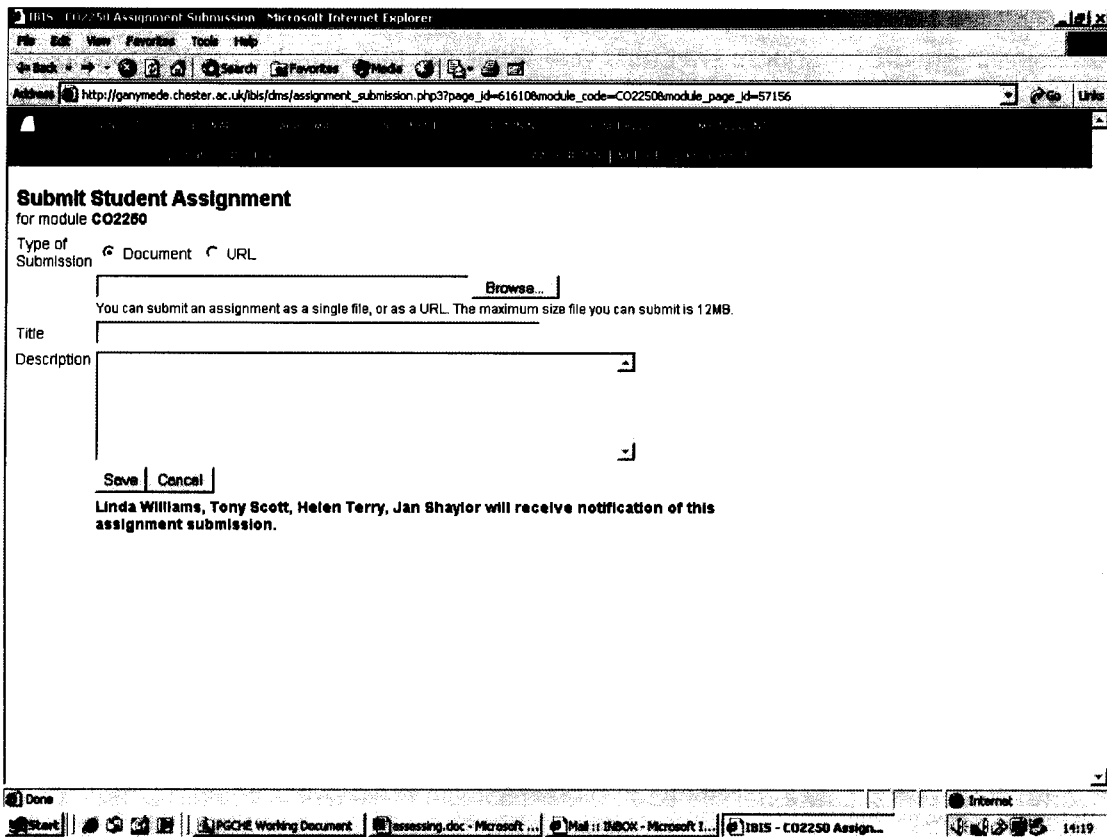 IBIS - CO2250 Assignment Submission - Microsoft Internet Explorer
File Edit View Favorites Tools Help
Back Search Favorites Media
Address http://ganymede.chester.ac.uk/ibis/dms/assignment_submission.php3?page_id=61610&module_code=CO2250&module_page_id=57156 Go Links
Submit Student Assignment
for module CO2250
Type of
Submission Document URL
Browse...
You can submit an assignment as a single file, or as a URL. The maximum size file you can submit is 12MB.
Title
Description
Save Cancel
Linda Williams, Tony Scott, Helen Terry, Jan Shaylor will receive notification of this
assignment submission.
Done Internet
Start PGCHE Working Document assessing.doc - Microsoft ... Mail :: INBOX - Microsoft I... IBIS - CO2250 Assign... 14:19